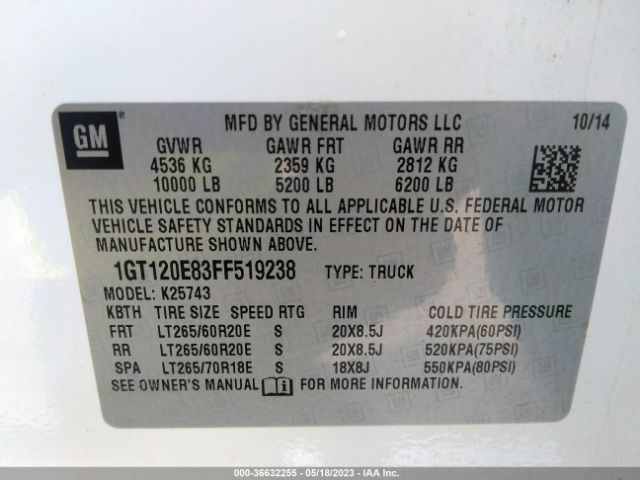 GM
MFD BY GENERAL MOTORS LLC 10/14
GVWR GAWR FRT GAWR RR
4536 KG 2359 KG 2812 KG
10000 LB 5200 LB 6200 LB
THIS VEHICLE CONFORMS TO ALL APPLICABLE U.S. FEDERAL MOTOR
VEHICLE SAFETY STANDARDS IN EFFECT ON THE DATE OF
MANUFACTURE SHOWN ABOVE.
1GT120E83FF519238 TYPE: TRUCK
MODEL: K25743
KBTH TIRE SIZE SPEED RTG RIM COLD TIRE PRESSURE
FRT LT265/60R20E S 20X8.5J 420KPA(60PSI)
RR LT265/60R20E S 20X8.5J 520KPA(75PSI)
SPA LT265/70R18E S 18X8J 550KPA(80PSI)
SEE OWNER'S MANUAL FOR MORE INFORMATION.
000-36632255 - 05/18/2023 - IAA Inc.